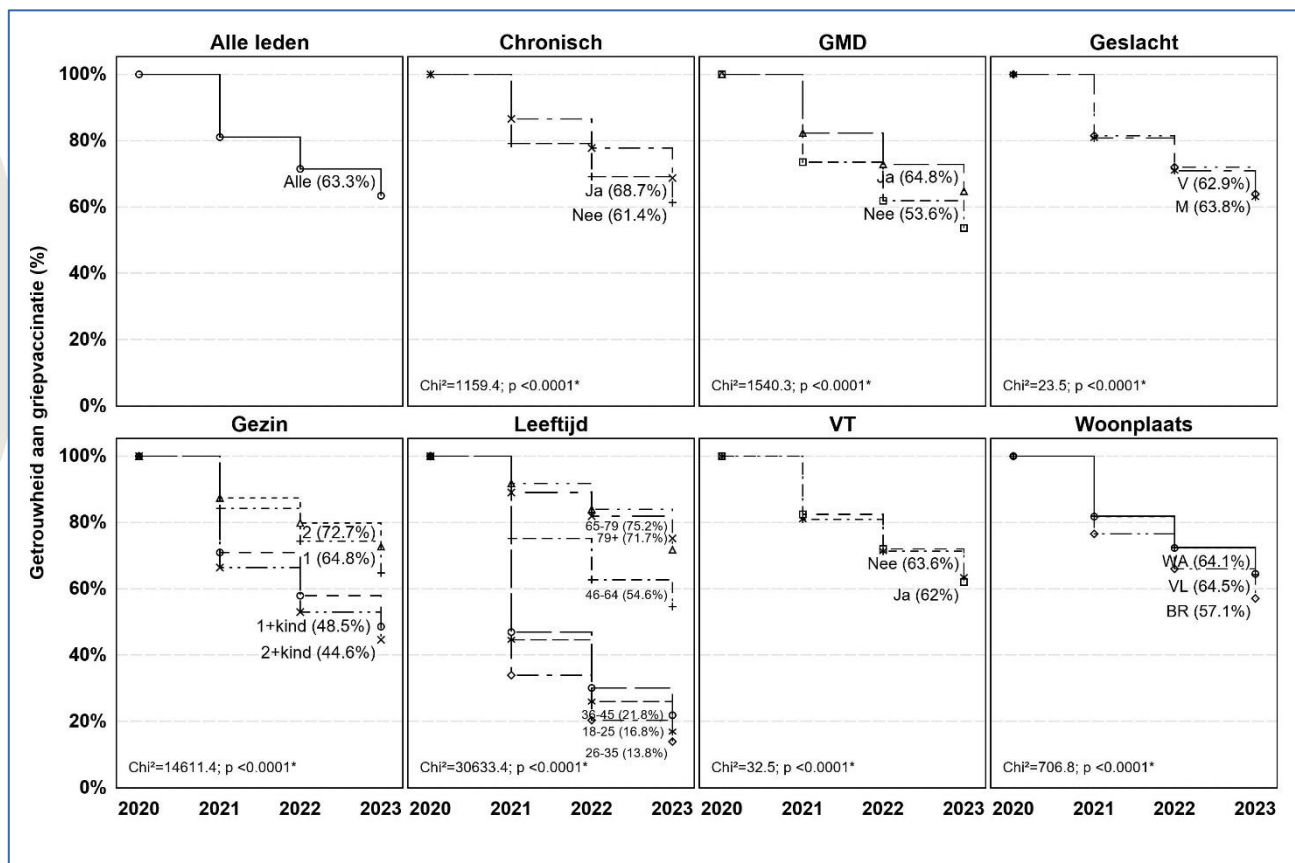 Getrouwheid aan griepvaccinatie (%)
Alle leden
100%
80%
60%
40%
20%
0%
Alle (63.3%)
Chronisch
Ja (68.7%)
Nee (61.4%)
Chi²=1159.4; p <0.0001*
GMD
Ja (64.8%)
Nee (53.6%)
Chi²=1540.3; p <0.0001*
Geslacht
V (62.9%)
M (63.8%)
Chi²=23.5; p <0.0001*
Gezin
100%
80%
60%
40%
20%
0%
2 (72.7%)
1 (64.8%)
1+kind (48.5%)
2+kind (44.6%)
Chi²=14611.4; p <0.0001*
2020 2021 2022 2023
Leeftijd
65-79 (75.2%)
79+ (71.7%)
46-64 (54.6%)
36-45 (21.8%)
18-25 (16.8%)
26-35 (13.8%)
Chi²=30633.4; p <0.0001*
2020 2021 2022 2023
VT
Nee (63.6%)
Ja (62%)
Chi²=32.5; p <0.0001*
2020 2021 2022 2023
Woonplaats
WA (64.1%)
VL (64.5%)
BR (57.1%)
Chi²=706.8; p <0.0001*
2020 2021 2022 2023